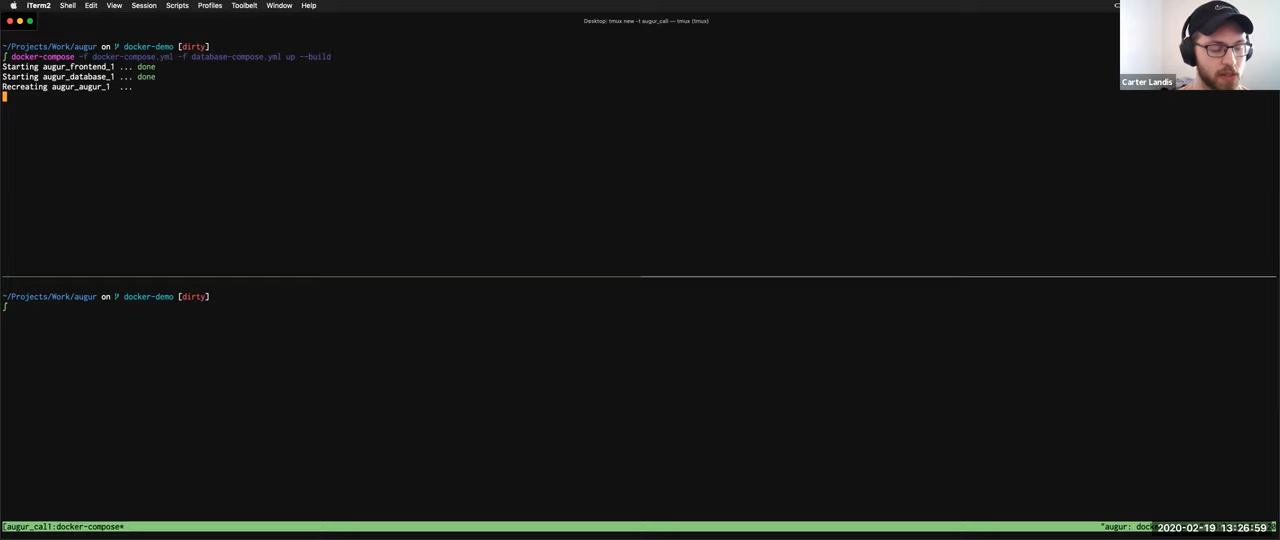 iTerm2 Shell Edit View Session Scripts Profiles Toolbelt Window Help
Desktop: tmux new -t augur_call — tmux (tmux)
~/Projects/Work/augur on docker-demo [dirty]
∫ docker-compose -f docker-compose.yml -f database-compose.yml up --build
Starting augur_frontend_1 ... done
Starting augur_database_1 ... done
Recreating augur_augur_1 ...
Carter Landis
~/Projects/Work/augur on docker-demo [dirty]
∫
[augur_cal1:docker-compose* "augur: dock
2020-02-19 13:26:59